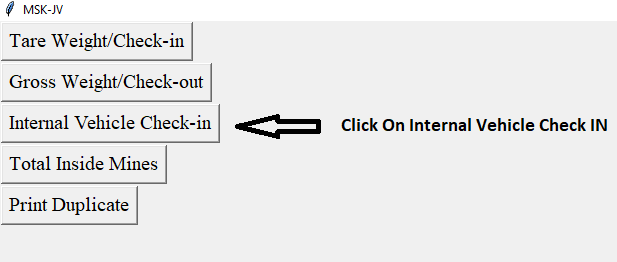 MSK-JV
Tare Weight/Check-in
Gross Weight/Check-out
Internal Vehicle Check-in
Click On Internal Vehicle Check IN
Total Inside Mines
Print Duplicate